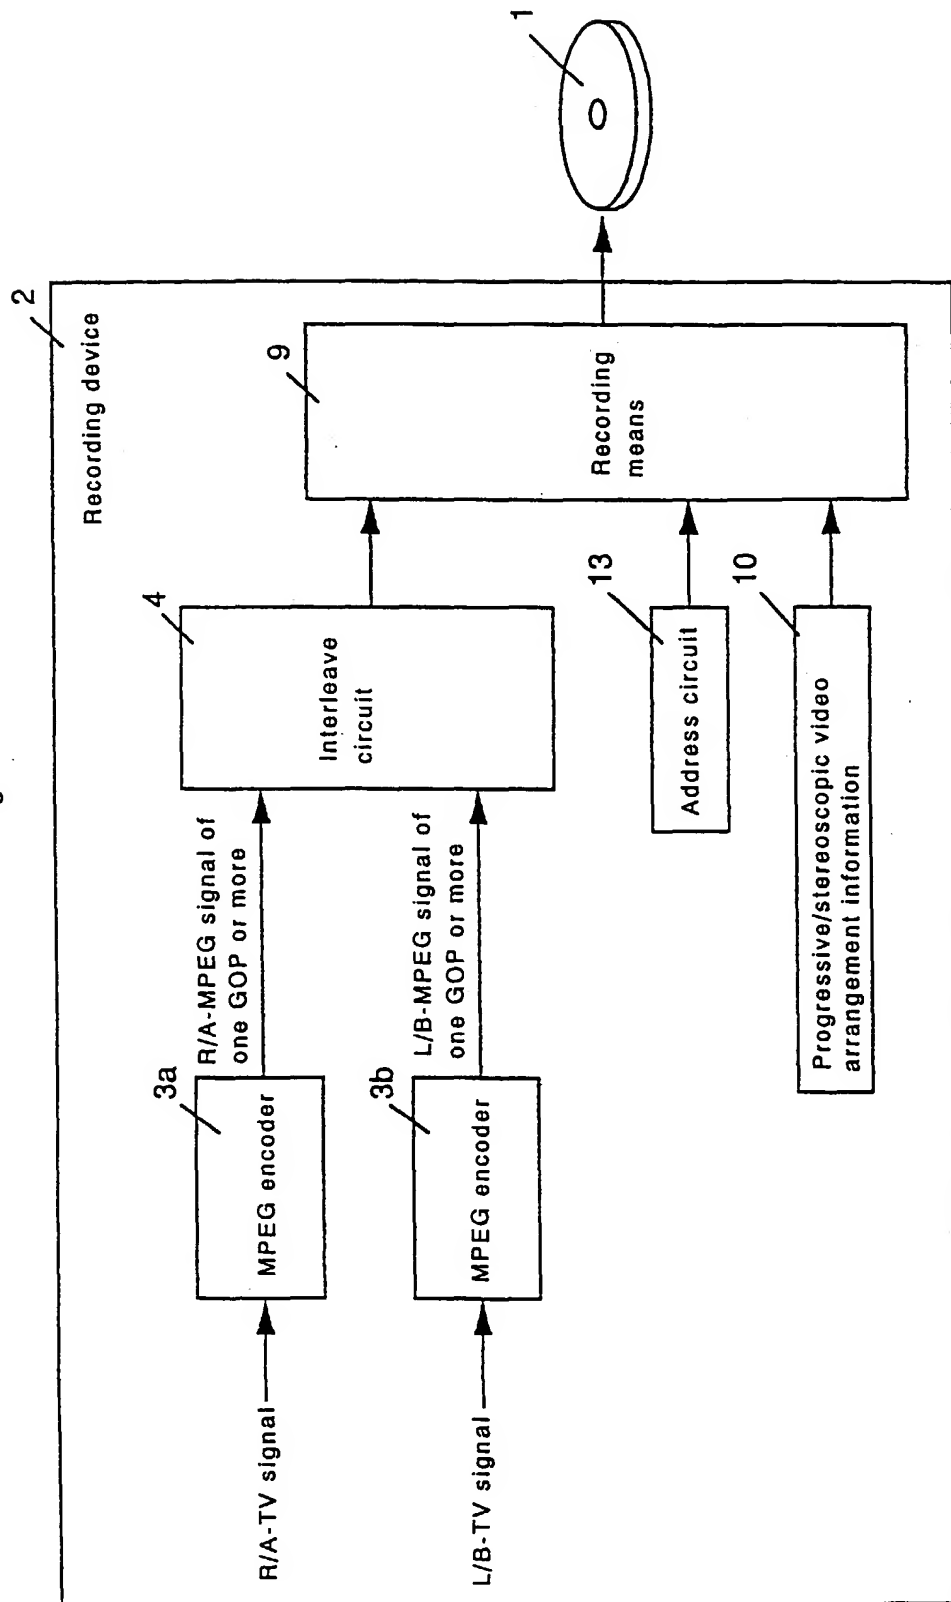 2
Recording device
1
R/A-TV signal
3a
MPEG encoder
R/A-MPEG signal of
one GOP or more
4
Interleave
circuit
9
Recording
means
L/B-TV signal
3b
MPEG encoder
L/B-MPEG signal of
one GOP or more
13
Address circuit
10
Progressive/stereoscopic video
arrangement information